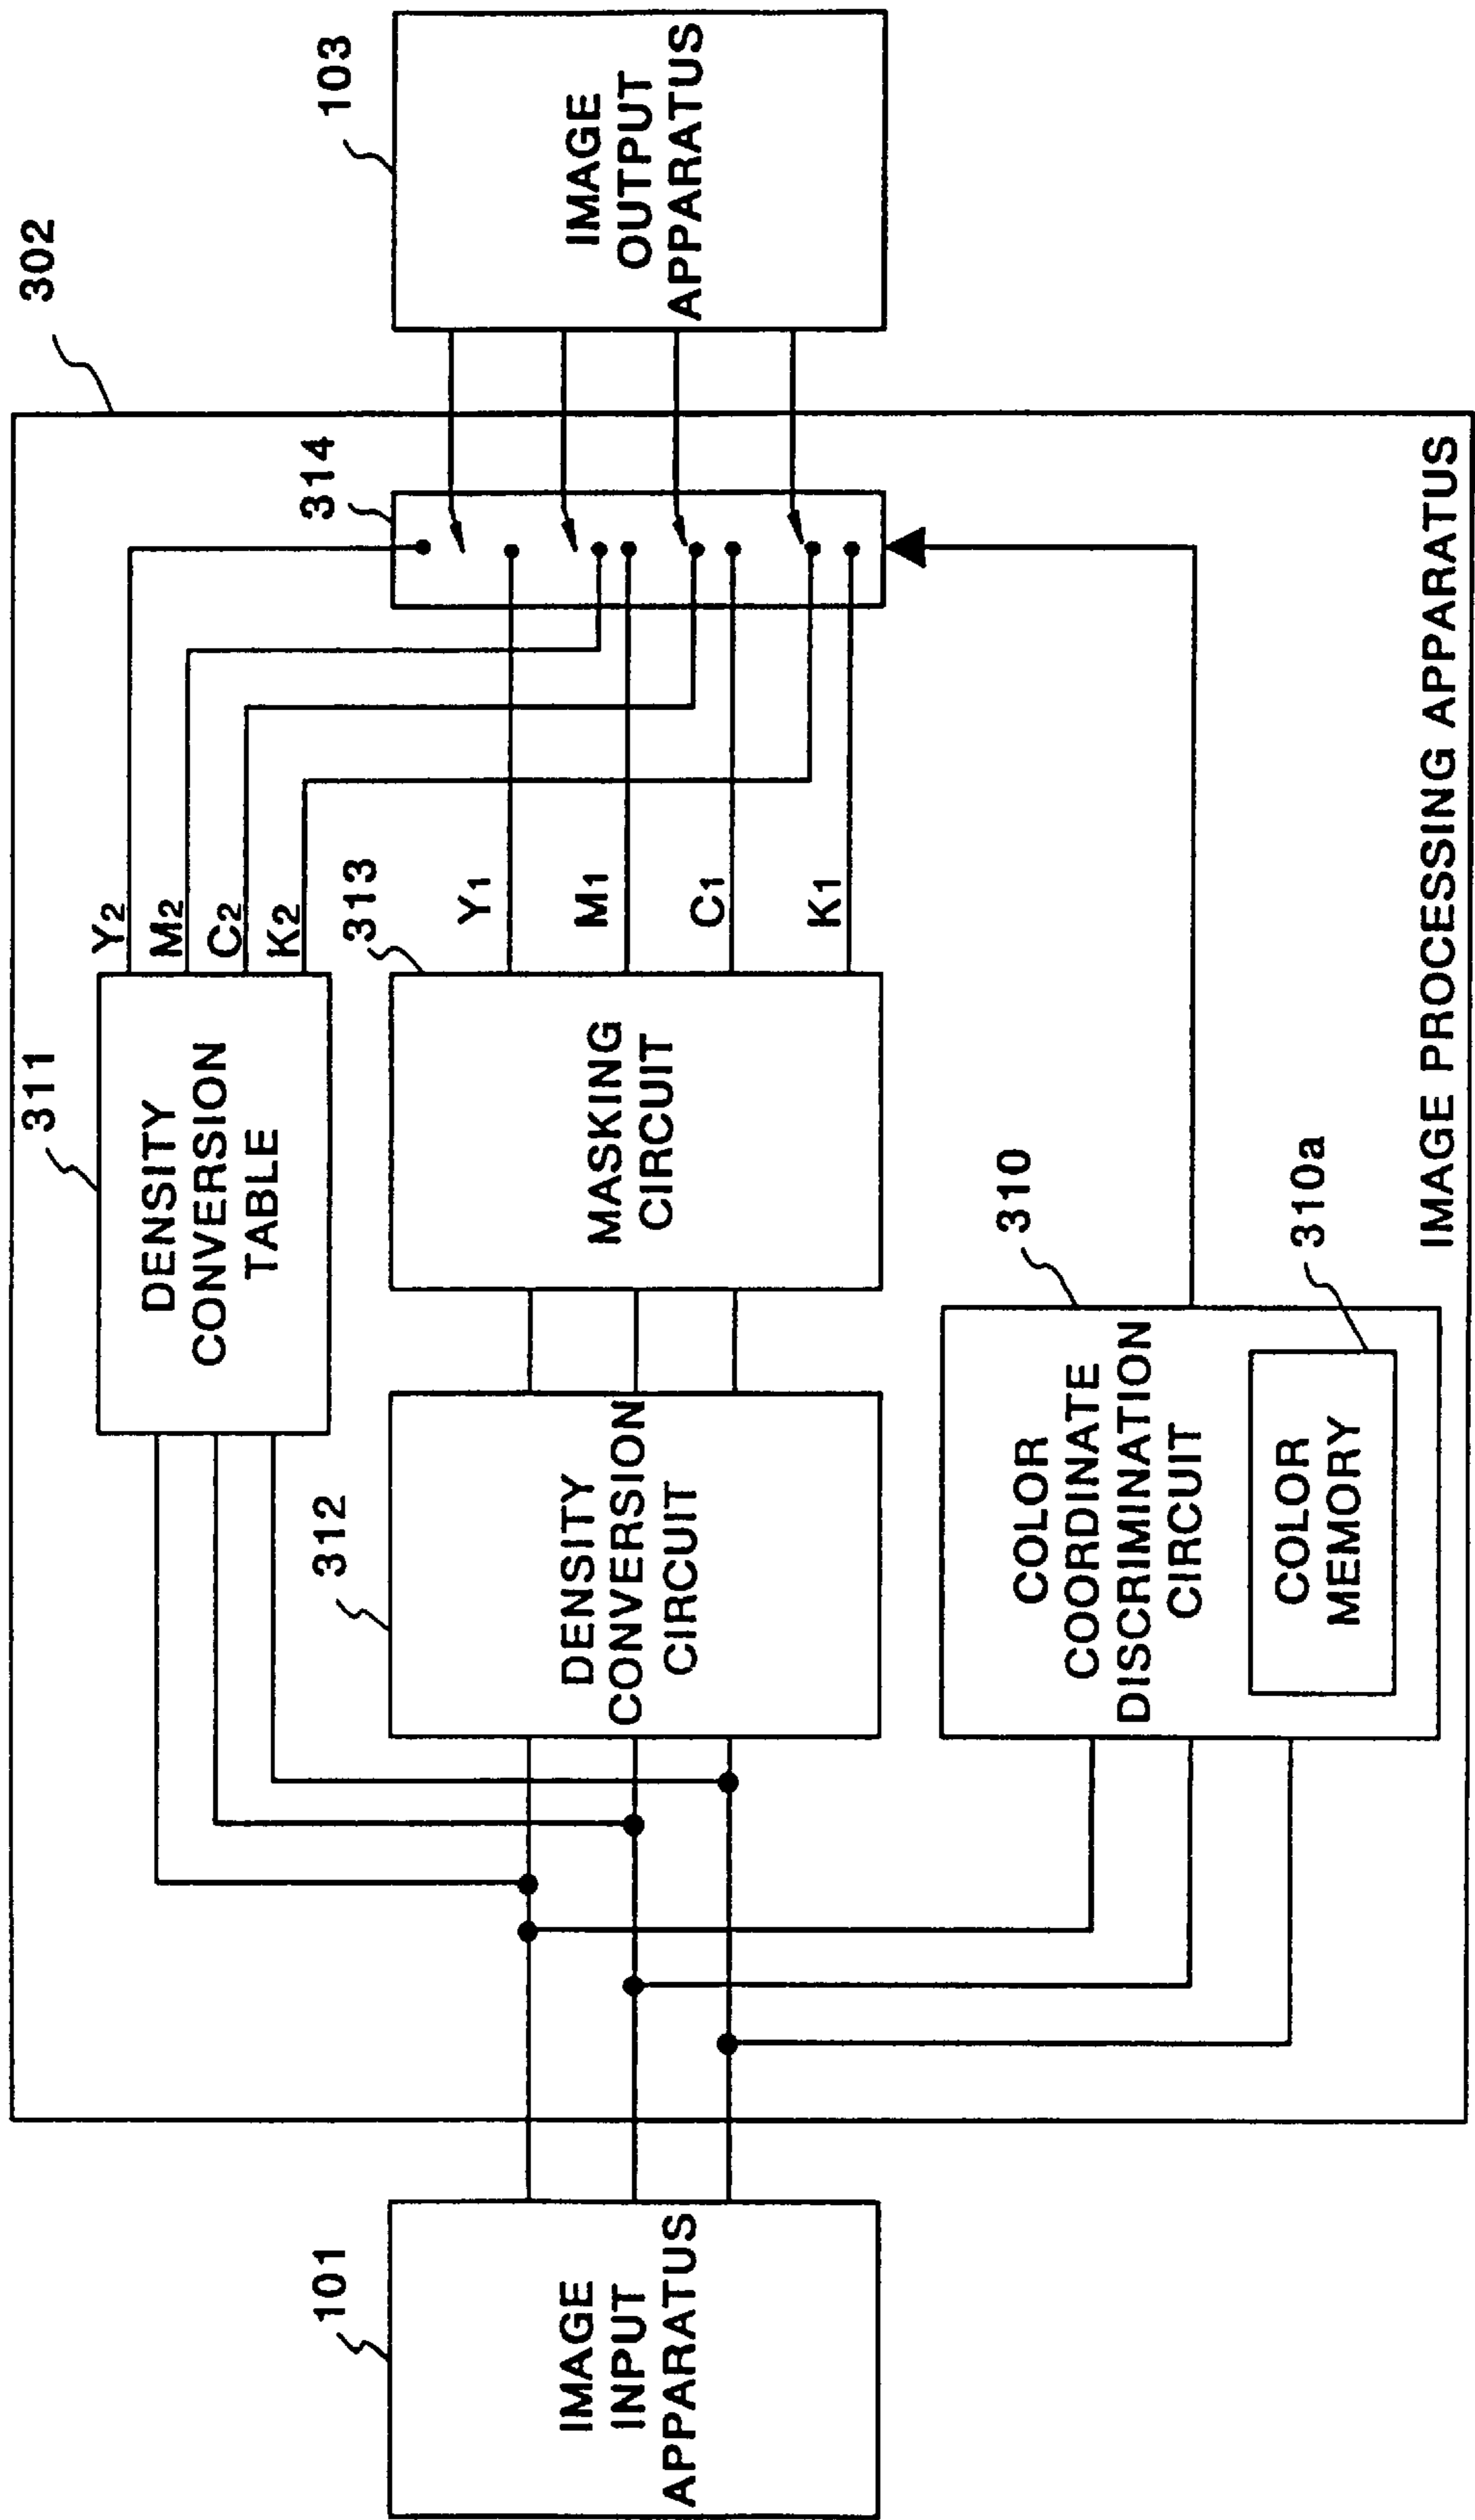 302
311
DENSITY
CONVERSION
TABLE
Y2
M2
C2
K2
101
IMAGE
INPUT
APPARATUS
312
DENSITY
CONVERSION
CIRCUIT
313
MASKING
CIRCUIT
Y1
M1
C1
K1
314
103
IMAGE
OUTPUT
APPARATUS
310
COLOR
COORDINATE
DISCRIMINATION
CIRCUIT
310a
COLOR
MEMORY
IMAGE PROCESSING APPARATUS